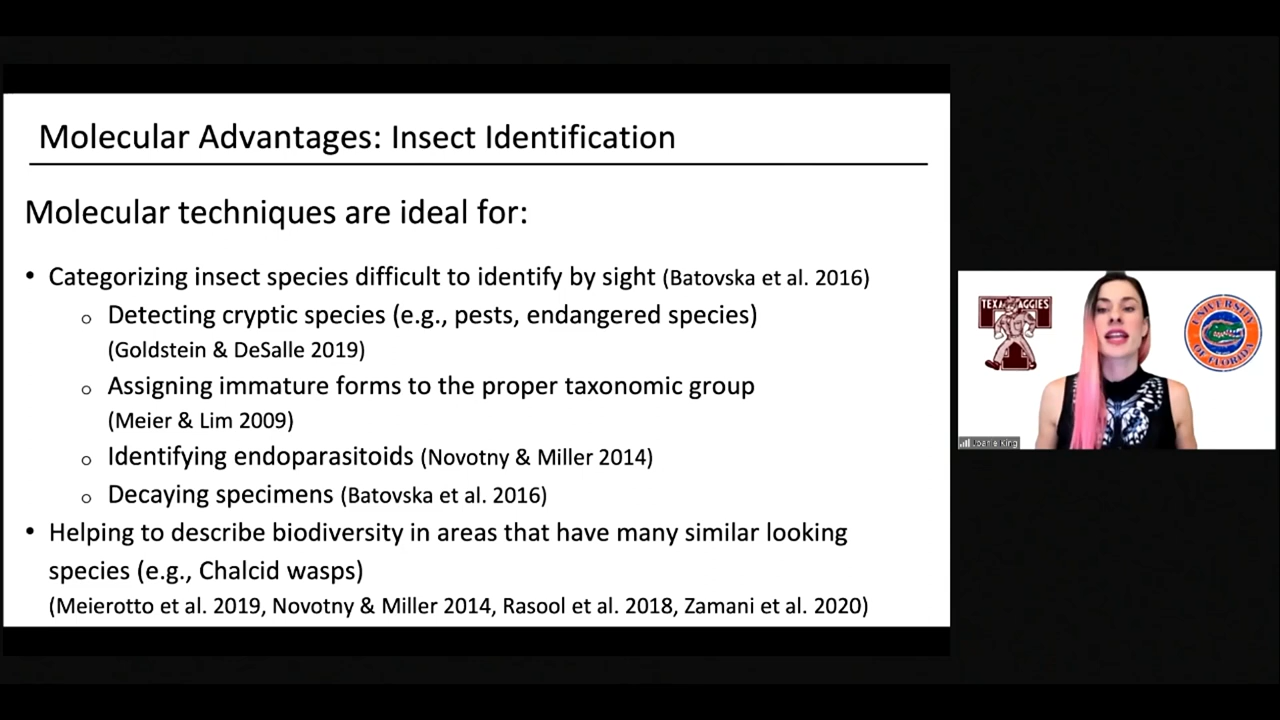 Molecular Advantages: Insect Identification
Molecular techniques are ideal for:
• Categorizing insect species difficult to identify by sight (Batovska et al. 2016)
o Detecting cryptic species (e.g., pests, endangered species)
(Goldstein & DeSalle 2019)
o Assigning immature forms to the proper taxonomic group
(Meier & Lim 2009)
o Identifying endoparasitoids (Novotny & Miller 2014)
o Decaying specimens (Batovska et al. 2016)
• Helping to describe biodiversity in areas that have many similar looking
species (e.g., Chalcid wasps)
(Meierotto et al. 2019, Novotny & Miller 2014, Rasool et al. 2018, Zamani et al. 2020)
AGGIES
UNIVERSITY
OF FLORIDA
King